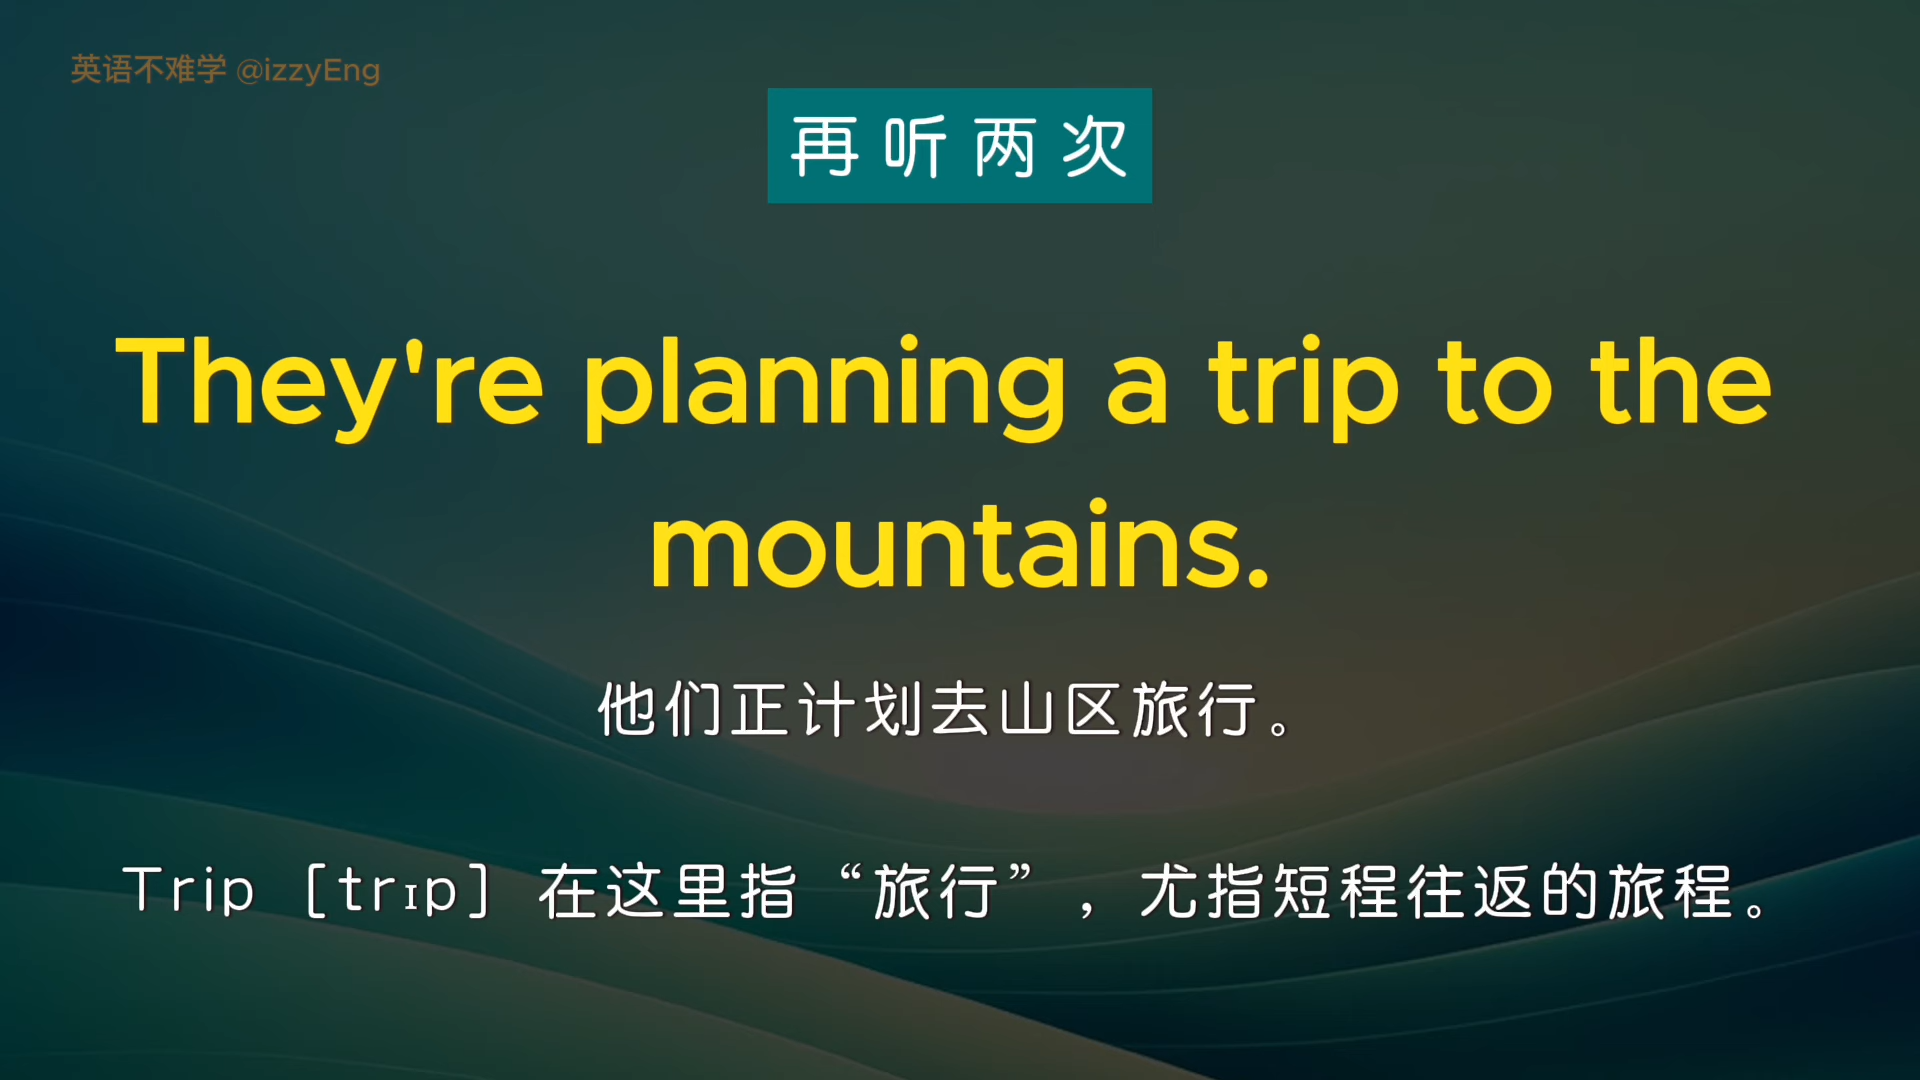 英语不难学 @izzyEng
再听两次
They're planning a trip to the
mountains.
他们正计划去山区旅行。
Trip [trɪp] 在这里指“旅行”，尤指短程往返的旅程。